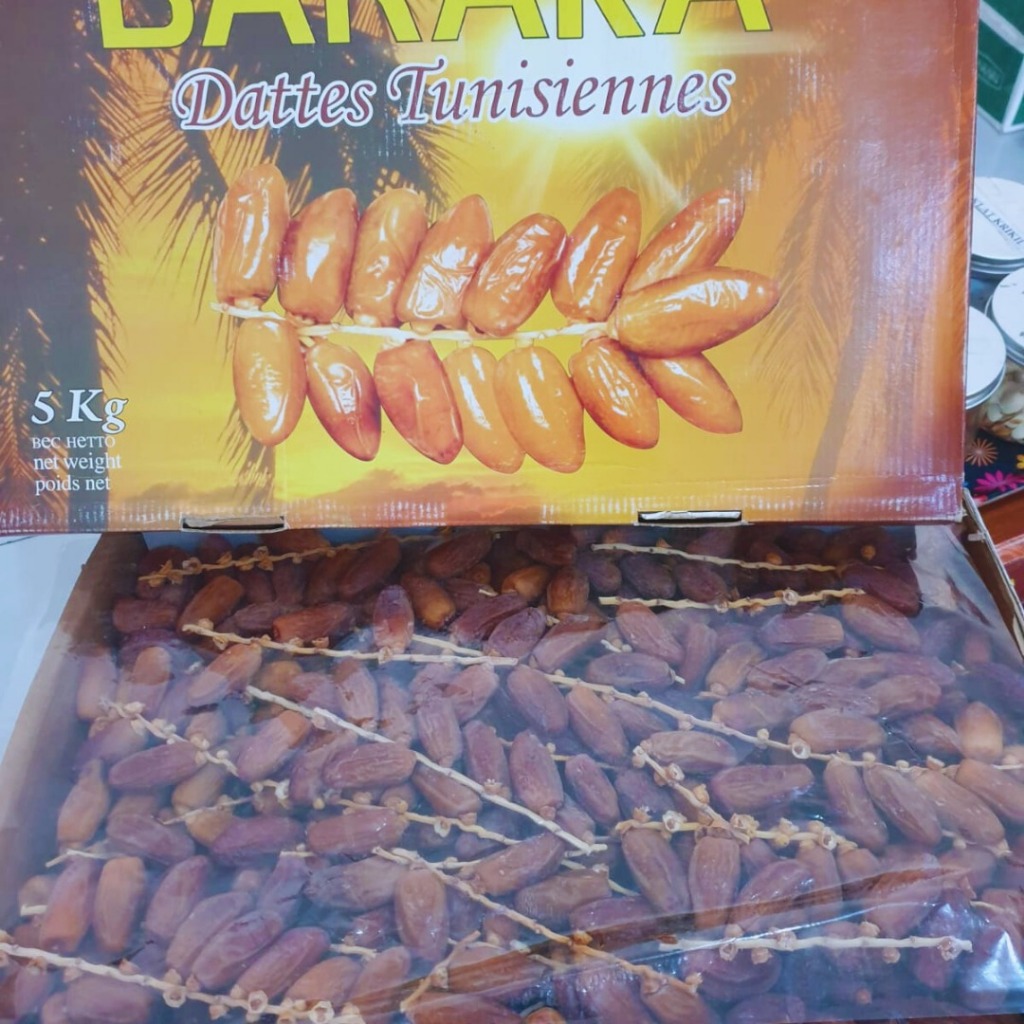 BARAKA
Dattes Tunisiennes
5 Kg
вес нетто
net weight
poids net